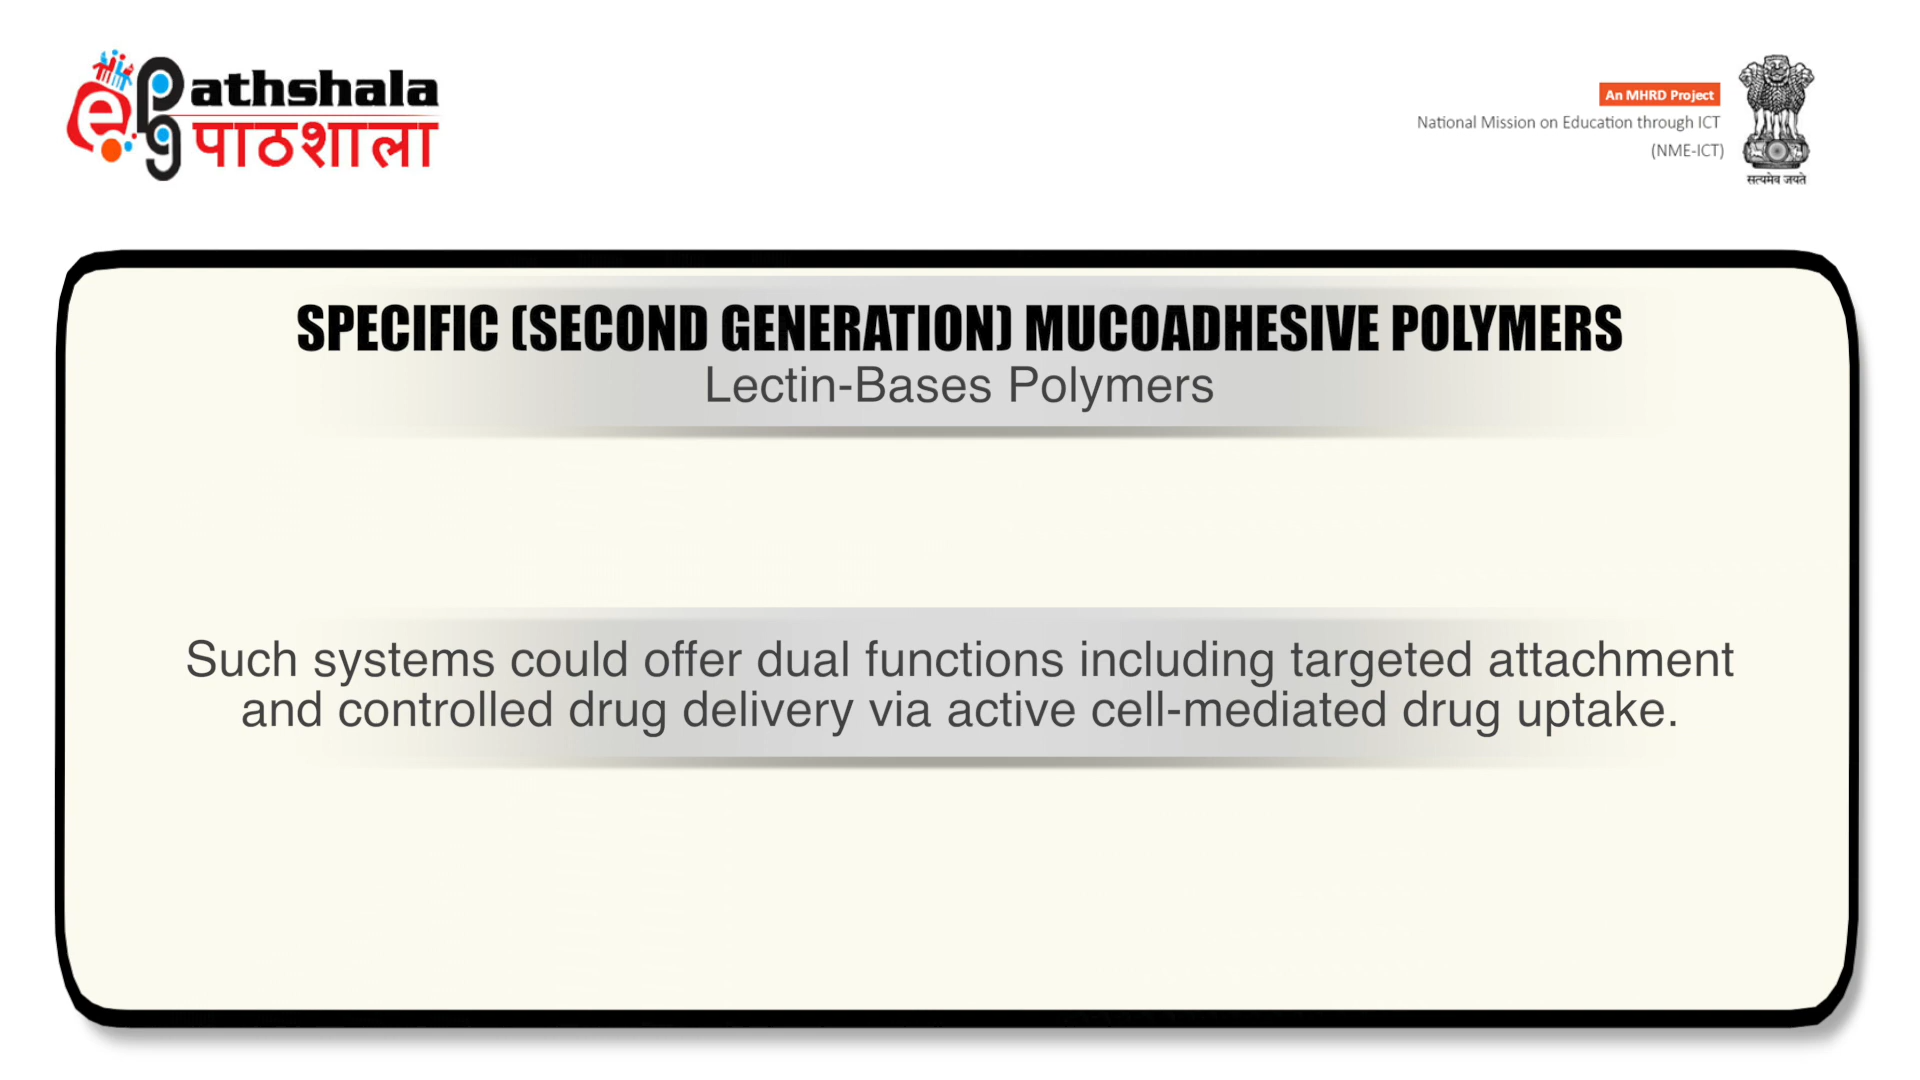 ePG Pathshala
पाठशाला
An MHRD Project
National Mission on Education through ICT
(NME-ICT)
सत्यमेव जयते
SPECIFIC (SECOND GENERATION) MUCOADHESIVE POLYMERS
Lectin-Bases Polymers
Such systems could offer dual functions including targeted attachment
and controlled drug delivery via active cell-mediated drug uptake.